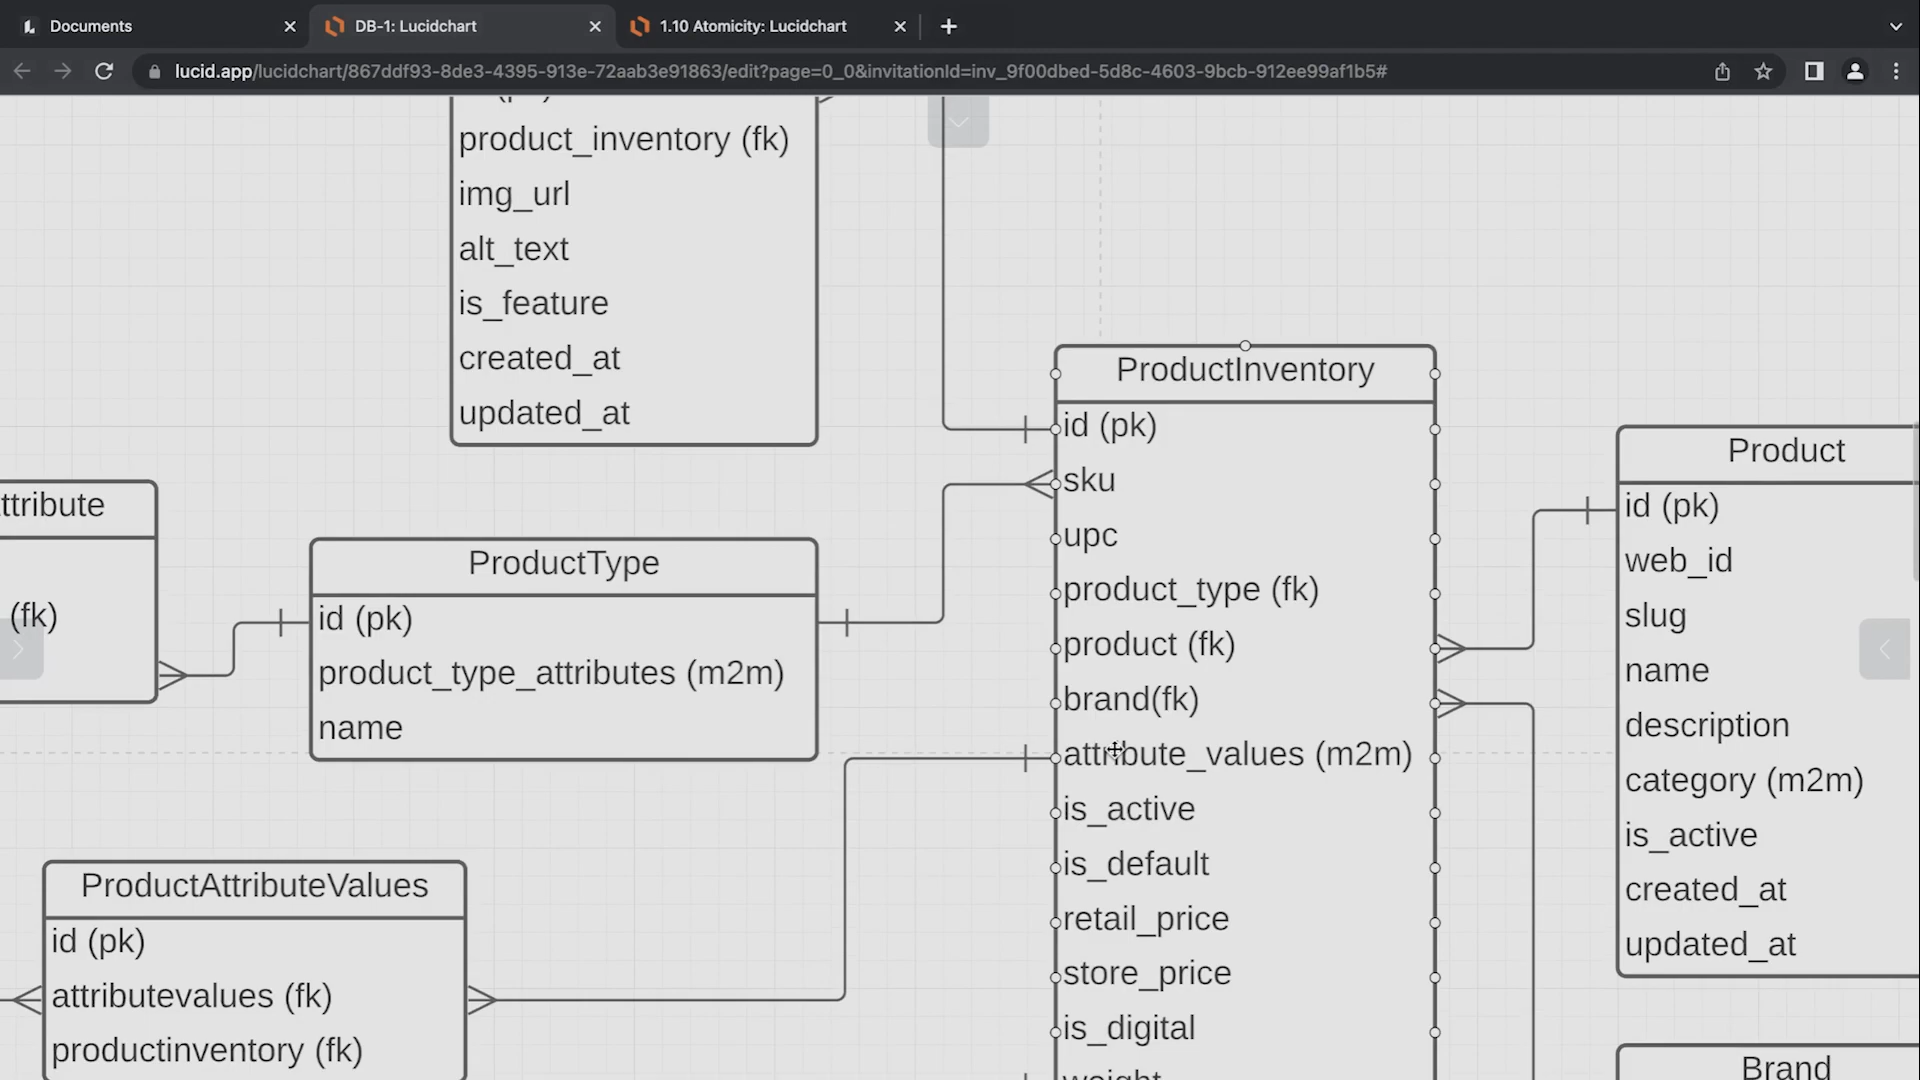 Documents
DB-1: Lucidchart
1.10 Atomicity: Lucidchart
lucid.app/lucidchart/867ddf93-8de3-4395-913e-72aab3e91863/edit?page=0_0&invitationId=inv_9f00dbed-5d8c-4603-9bcb-912ee99af1b5#
product_inventory (fk)
img_url
alt_text
is_feature
created_at
updated_at
ttribute
(fk)
ProductType
id (pk)
product_type_attributes (m2m)
name
ProductAttributeValues
id (pk)
attributevalues (fk)
productinventory (fk)
ProductInventory
id (pk)
sku
upc
product_type (fk)
product (fk)
brand(fk)
attribute_values (m2m)
is_active
is_default
retail_price
store_price
is_digital
weight
Product
id (pk)
web_id
slug
name
description
category (m2m)
is_active
created_at
updated_at
Brand